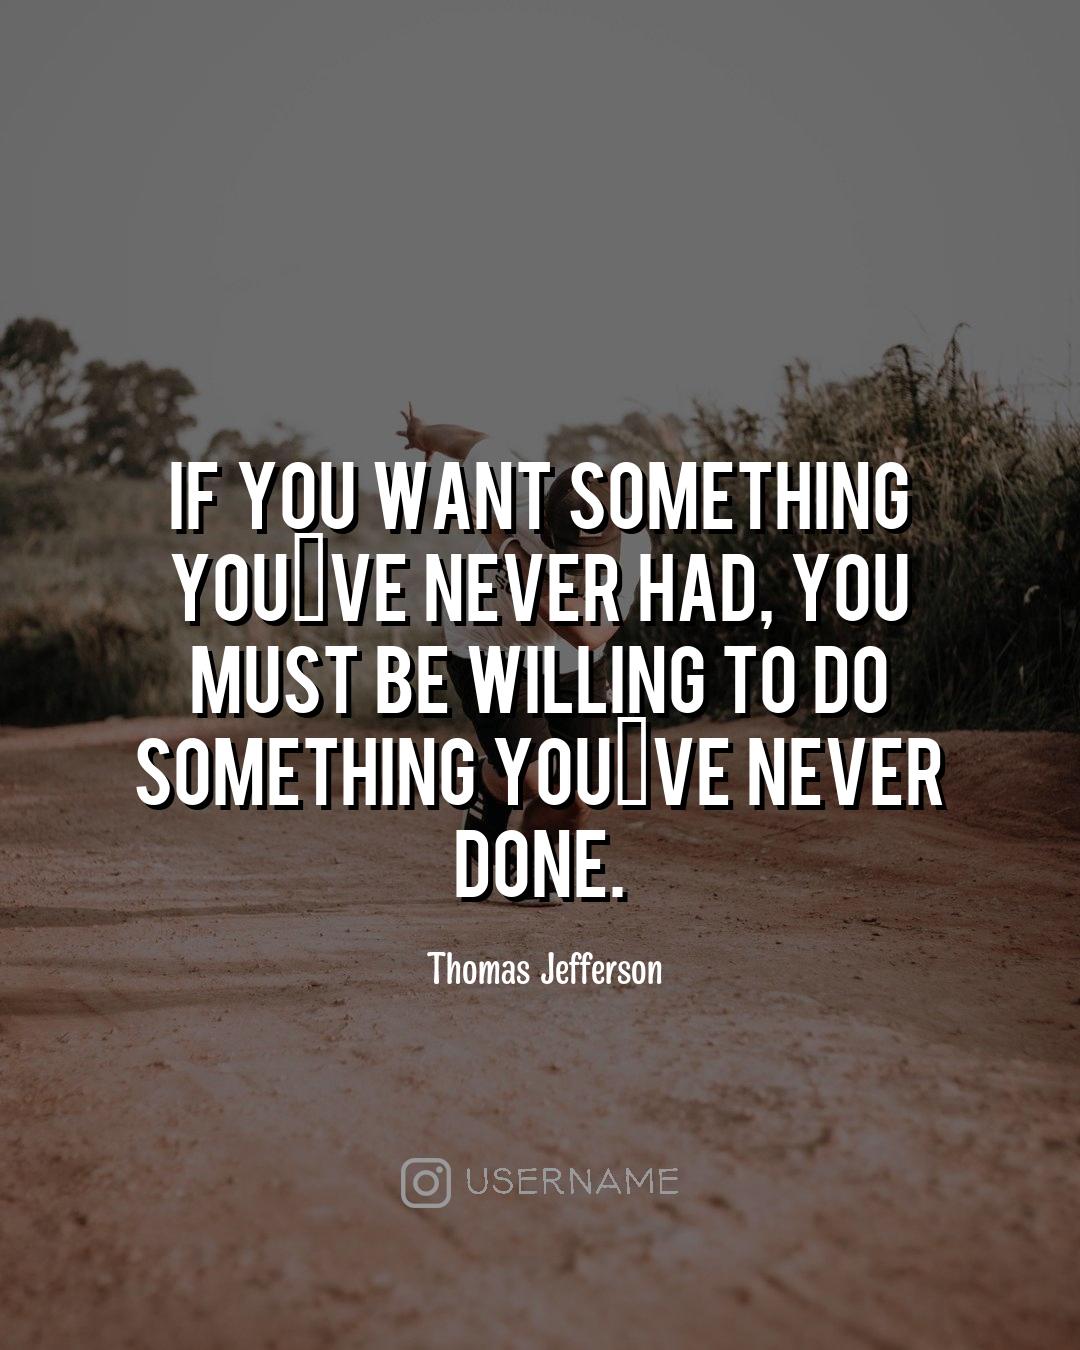 IF YOU WANT SOMETHING
YOU▯VE NEVER HAD, YOU
MUST BE WILLING TO DO
SOMETHING YOU▯VE NEVER
DONE.
Thomas Jefferson
USERNAME